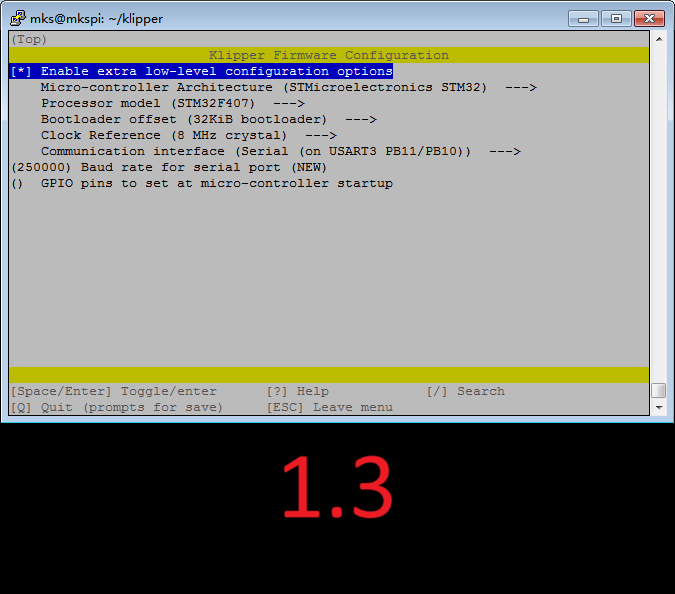 mks@mkspi: ~/klipper
(Top)
Klipper Firmware Configuration
[*] Enable extra low-level configuration options
Micro-controller Architecture (STMicroelectronics STM32)  --->
Processor model (STM32F407)  --->
Bootloader offset (32KiB bootloader)  --->
Clock Reference (8 MHz crystal)  --->
Communication interface (Serial (on USART3 PB11/PB10))  --->
(250000) Baud rate for serial port (NEW)
()  GPIO pins to set at micro-controller startup
[Space/Enter] Toggle/enter [?] Help [/] Search
[Q] Quit (prompts for save) [ESC] Leave menu
1.3